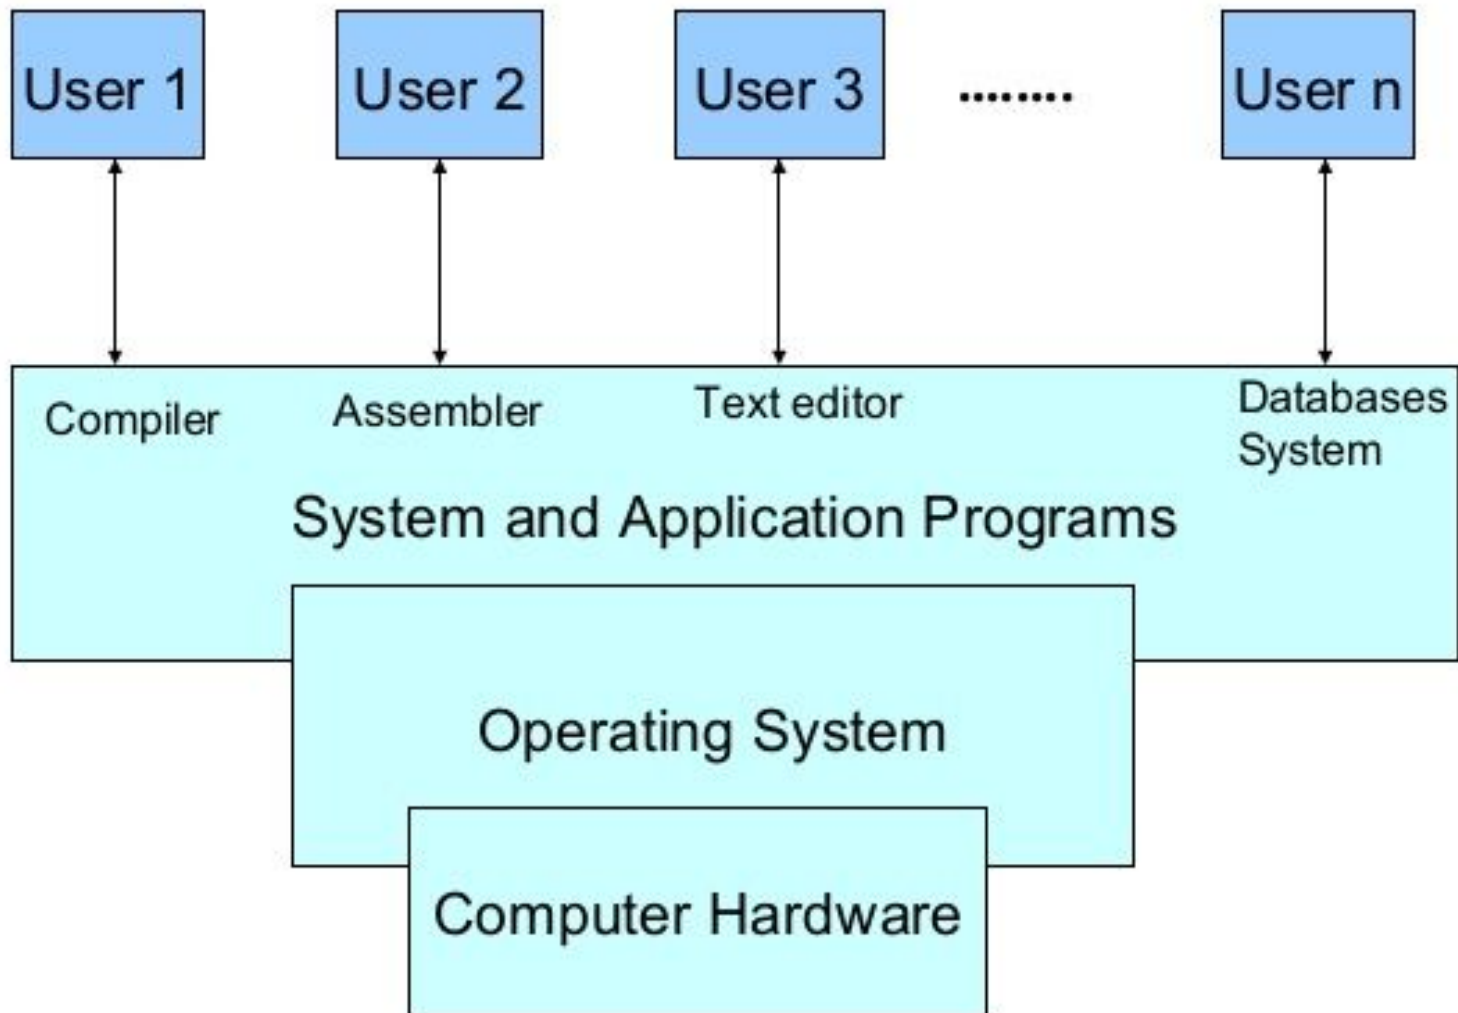 User 1
User 2
User 3
........
User n
Compiler
Assembler
Text editor
Databases
System
System and Application Programs
Operating System
Computer Hardware